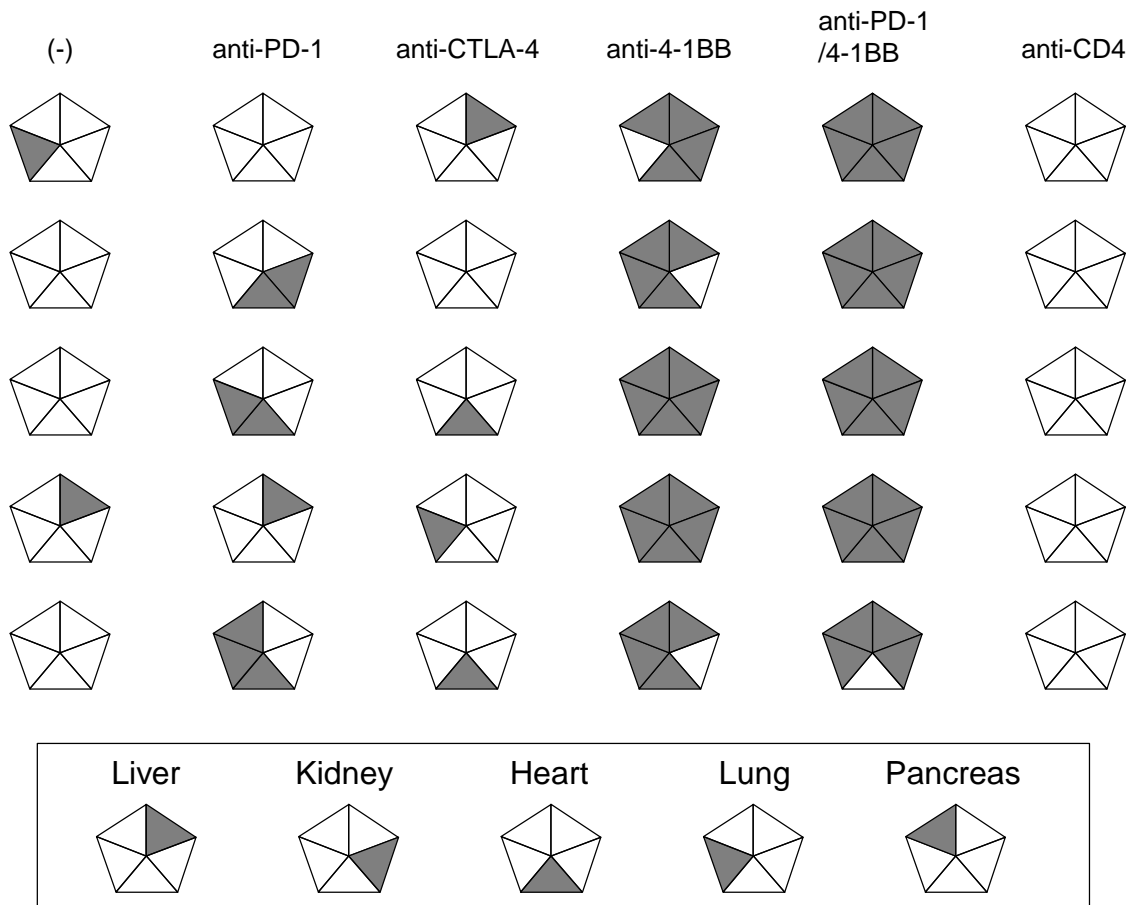 (-)
anti-PD-1
anti-CTLA-4
anti-4-1BB
anti-PD-1
/4-1BB
anti-CD4
Liver
Kidney
Heart
Lung
Pancreas